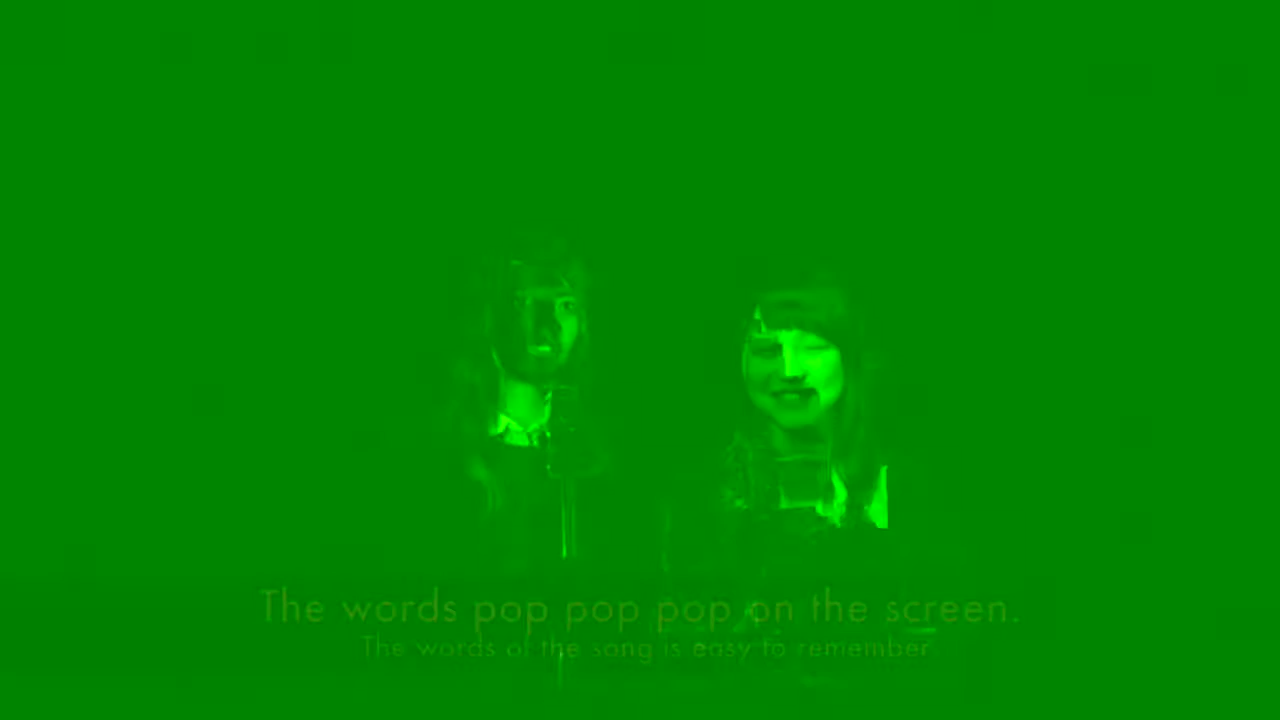 The words pop pop pop on the screen.
The words of the song is easy to remember